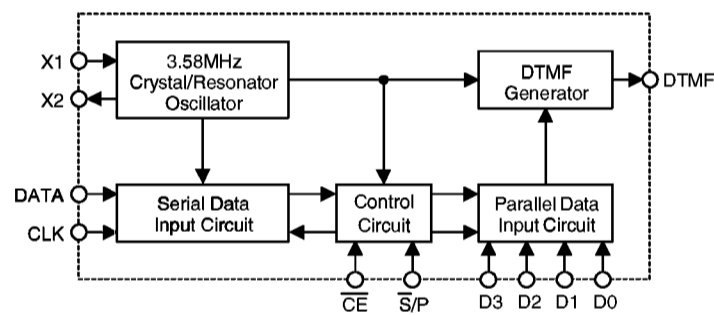 X1
X2
3.58MHz
Crystal/Resonator
Oscillator
DTMF
Generator
DTMF
DATA
CLK
Serial Data
Input Circuit
Control
Circuit
Parallel Data
Input Circuit
C̅E̅
S̅/P
D3
D2
D1
D0